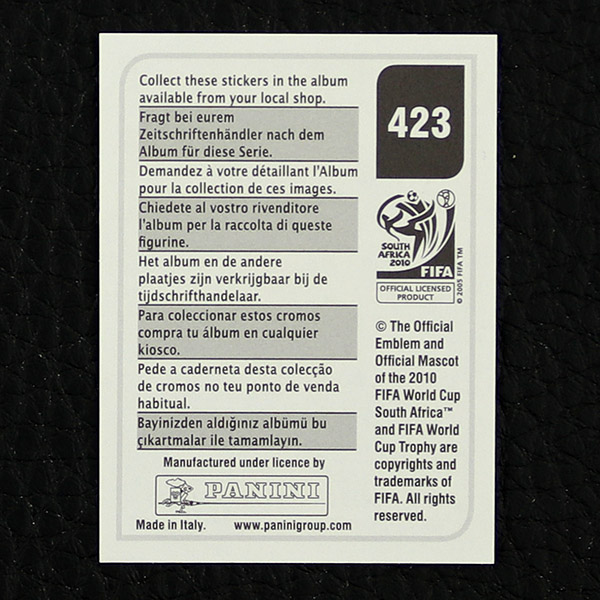 Collect these stickers in the album
available from your local shop.
Fragt bei eurem
Zeitschriftenhändler nach dem
Album für diese Serie.
Demandez à votre détaillant l'Album
pour la collection de ces images.
Chiedete al vostro rivenditore
l'album per la raccolta di queste
figurine.
Het album en de andere
plaatjes zijn verkrijgbaar bij de
tijdschrifthandelaar.
Para coleccionar estos cromos
compra tu álbum en cualquier
kiosco.
Pede a caderneta desta colecção
de cromos no teu ponto de venda
habitual.
Bayinizden aldığınız albümü bu
çıkartmalar ile tamamlayın.
Manufactured under licence by
PANINI
Made in Italy.
www.paninigroup.com
423
SOUTH
AFRICA
2010
FIFA
© 2005 FIFA TM
OFFICIAL LICENSED
PRODUCT
© The Official
Emblem and
Official Mascot
of the 2010
FIFA World Cup
South Africa™
and FIFA World
Cup Trophy are
copyrights and
trademarks of
FIFA. All rights
reserved.